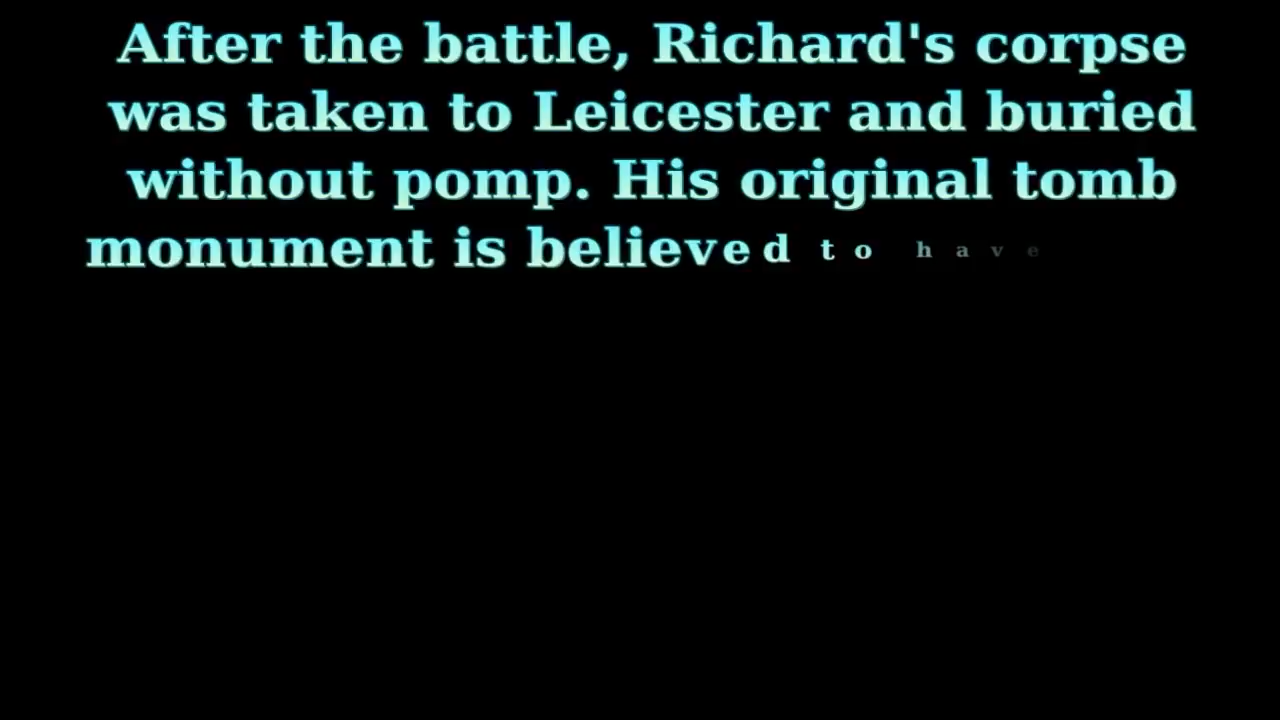 After the battle, Richard's corpse
was taken to Leicester and buried
without pomp. His original tomb
monument is believed to have